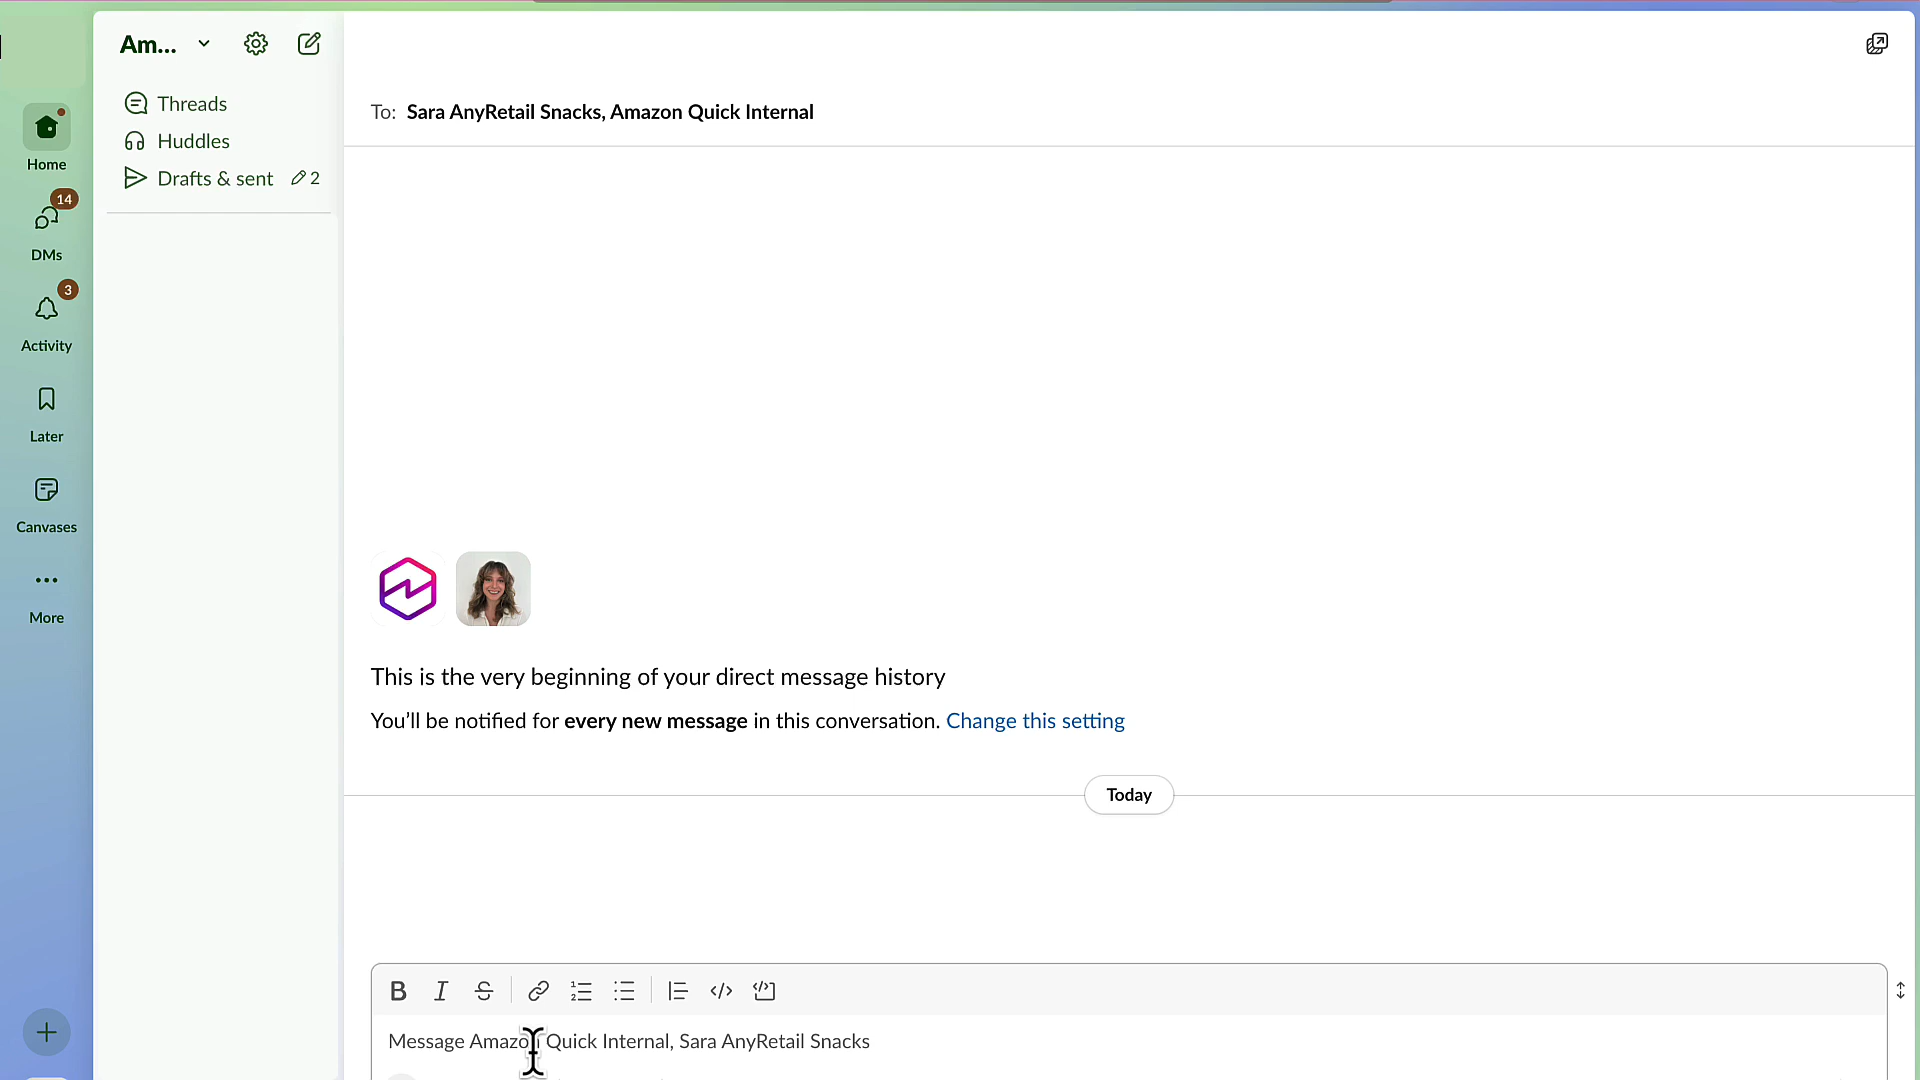 Am...
Threads
Huddles
Drafts & sent 2
Home
14
DMs
3
Activity
Later
Canvases
More
To: Sara AnyRetail Snacks, Amazon Quick Internal
This is the very beginning of your direct message history
You'll be notified for every new message in this conversation. Change this setting
Today
Message Amazon Quick Internal, Sara AnyRetail Snacks